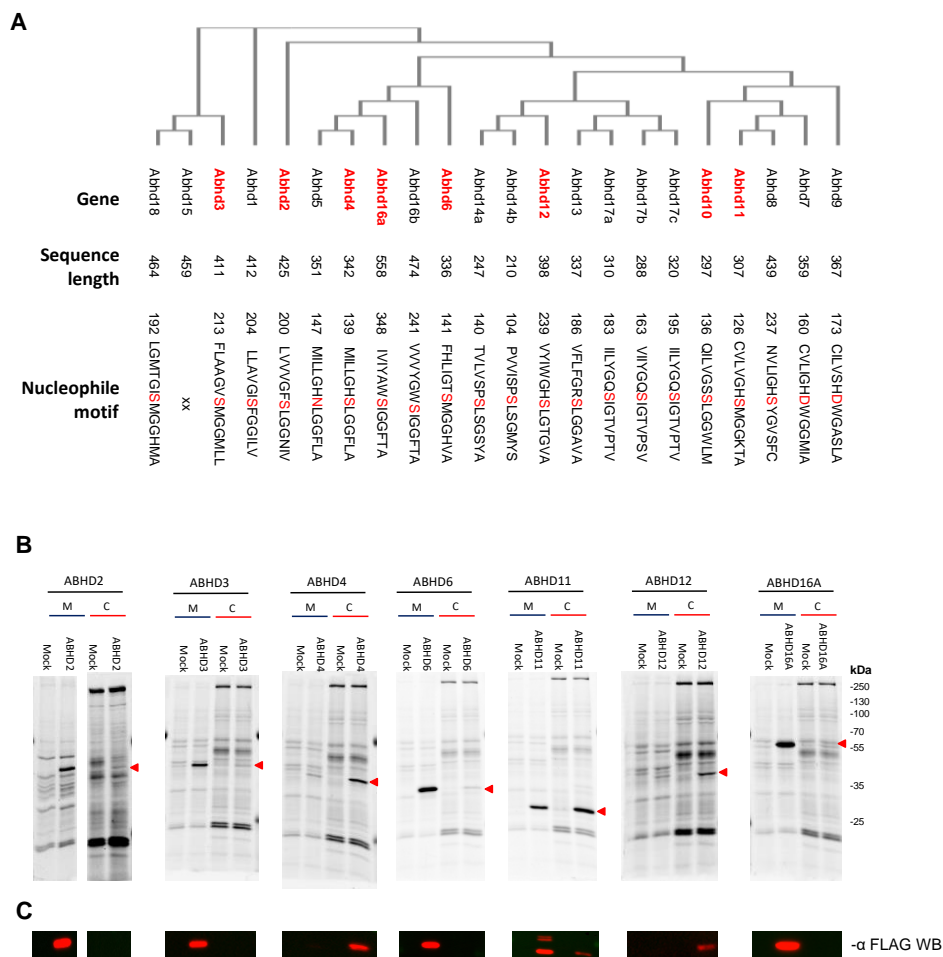 A
Gene
Abhd18 Abhd15 Abhd3 Abhd1 Abhd2 Abhd5 Abhd4 Abhd16a Abhd16b Abhd6 Abhd14a Abhd14b Abhd12 Abhd13 Abhd17a Abhd17b Abhd17c Abhd10 Abhd11 Abhd8 Abhd7 Abhd9
Sequence
length
464 459 411 412 425 351 342 558 474 336 247 210 398 337 310 288 320 297 307 439 359 367
Nucleophile
motif
192 LGMTGISMGGHMA
xx
213 FLAAGVSMGGMLL
204 LLAVGISFGGILV
200 LVVVGFSLGGNIV
147 MILLGHNLGGFLA
139 MILLGHSLGGFLA
348 IVIYAWSIGGFTA
241 VVVYGWSIGGFTA
141 FHLIGTSMGGHVA
140 TVLVSPSLSGSYA
104 PVVISPSLSGMYS
239 VYIWGHSLGTGVA
186 VFLFGRSLGGAVA
183 IILYGQSIGTVPTV
163 VIIYGQSIGTVPSV
195 IILYGQSIGTVPTV
136 QILVGSSLGGWLM
126 CVLVGHSMGGKTA
237 NVLIGHSYGVSFC
160 CVLIGHDWGGMIA
173 CILVSHDWGASLA
B
ABHD2 ABHD3 ABHD4 ABHD6 ABHD11 ABHD12 ABHD16A
M C M C M C M C M C M C M C
Mock ABHD2 Mock ABHD2 Mock ABHD3 Mock ABHD3 Mock ABHD4 Mock ABHD4 Mock ABHD6 Mock ABHD6 Mock ABHD11 Mock ABHD11 Mock ABHD12 Mock ABHD12 Mock ABHD16A Mock ABHD16A
kDa
-250
-130
-100
-70
-55
-35
-25
C
-α FLAG WB